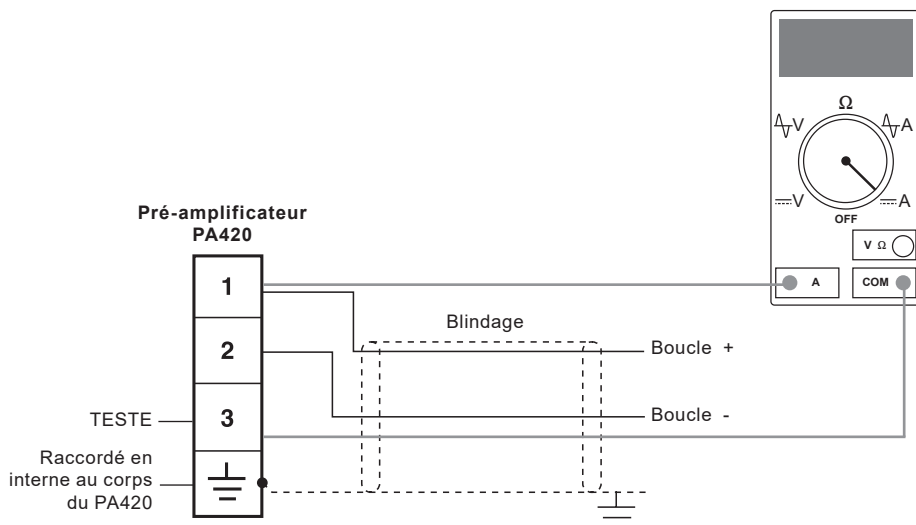 Ω
V
A
V
A
OFF
V Ω
A
COM
Pré-amplificateur
PA420
1
2
3
Blindage
Boucle +
Boucle -
TESTE
Raccordé en
interne au corps
du PA420